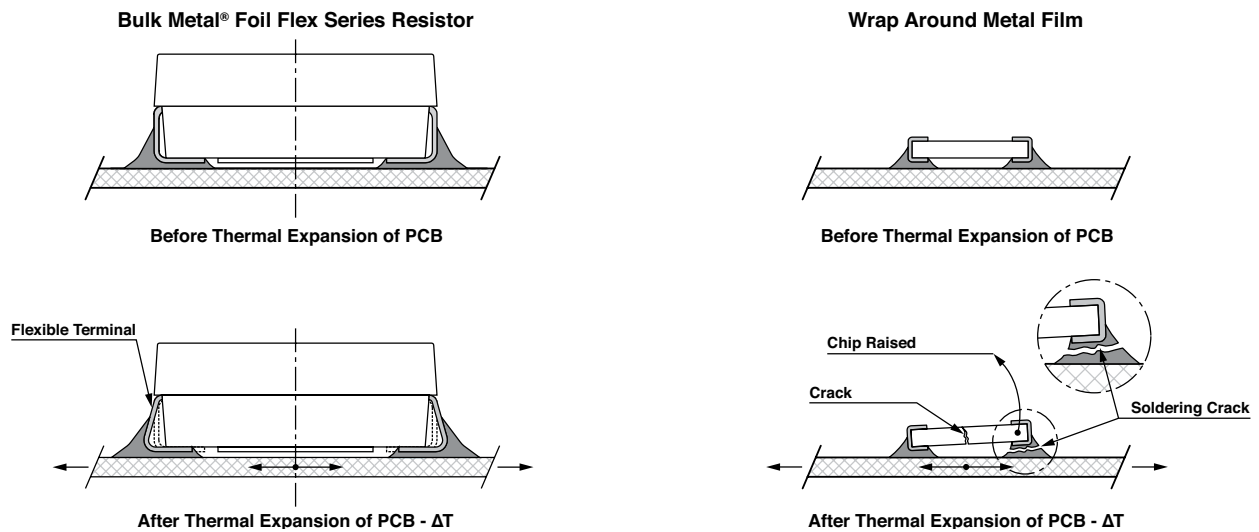 Bulk Metal® Foil Flex Series Resistor
Wrap Around Metal Film
Before Thermal Expansion of PCB
Before Thermal Expansion of PCB
Flexible Terminal
Chip Raised
Crack
Soldering Crack
After Thermal Expansion of PCB - ΔT
After Thermal Expansion of PCB - ΔT